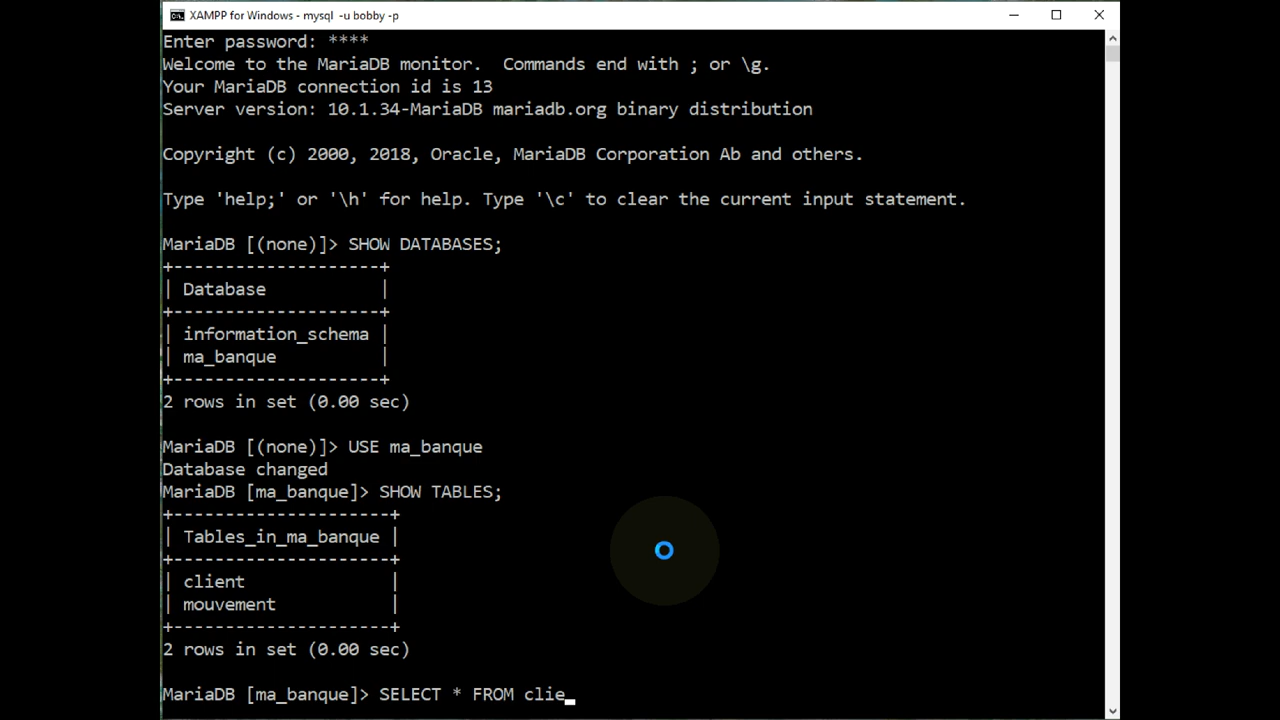 XAMPP for Windows - mysql -u bobby -p
Enter password: ****
Welcome to the MariaDB monitor.  Commands end with ; or \g.
Your MariaDB connection id is 13
Server version: 10.1.34-MariaDB mariadb.org binary distribution
Copyright (c) 2000, 2018, Oracle, MariaDB Corporation Ab and others.
Type 'help;' or '\h' for help. Type '\c' to clear the current input statement.
MariaDB [(none)]> SHOW DATABASES;
+--------------------+
| Database           |
+--------------------+
| information_schema |
| ma_banque          |
+--------------------+
2 rows in set (0.00 sec)
MariaDB [(none)]> USE ma_banque
Database changed
MariaDB [ma_banque]> SHOW TABLES;
+---------------------+
| Tables_in_ma_banque |
+---------------------+
| client              |
| mouvement           |
+---------------------+
2 rows in set (0.00 sec)
MariaDB [ma_banque]> SELECT * FROM clie_